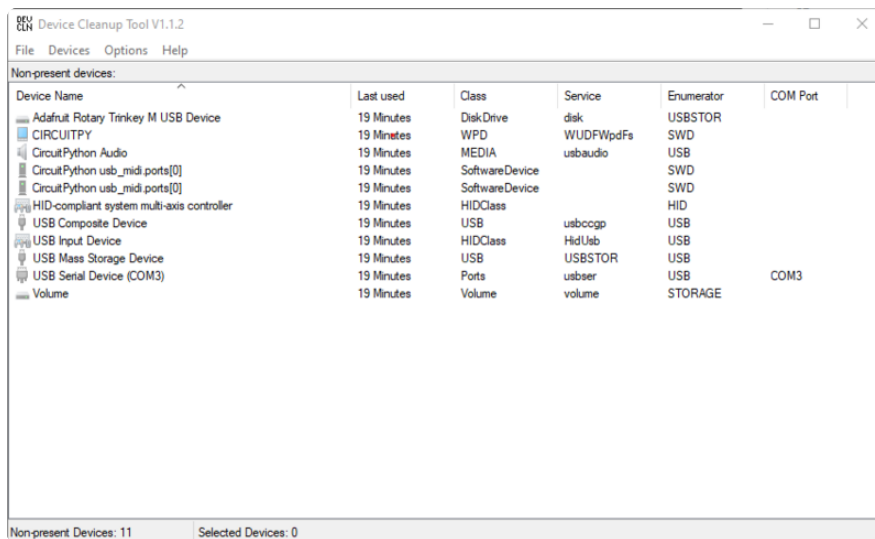 DEV CLN Device Cleanup Tool V1.1.2
File Devices Options Help
Non-present devices:
Device Name Last used Class Service Enumerator COM Port
Adafruit Rotary Trinkey M USB Device 19 Minutes DiskDrive disk USBSTOR
CIRCUITPY 19 Minetes WPD WUDFWpdFs SWD
CircuitPython Audio 19 Minutes MEDIA usbaudio USB
CircuitPython usb_midi.ports[0] 19 Minutes SoftwareDevice SWD
CircuitPython usb_midi.ports[0] 19 Minutes SoftwareDevice SWD
HID-compliant system multi-axis controller 19 Minutes HIDClass HID
USB Composite Device 19 Minutes USB usbccgp USB
USB Input Device 19 Minutes HIDClass HidUsb USB
USB Mass Storage Device 19 Minutes USB USBSTOR USB
USB Serial Device (COM3) 19 Minutes Ports usbser USB COM3
Volume 19 Minutes Volume volume STORAGE
Non-present Devices: 11 Selected Devices: 0